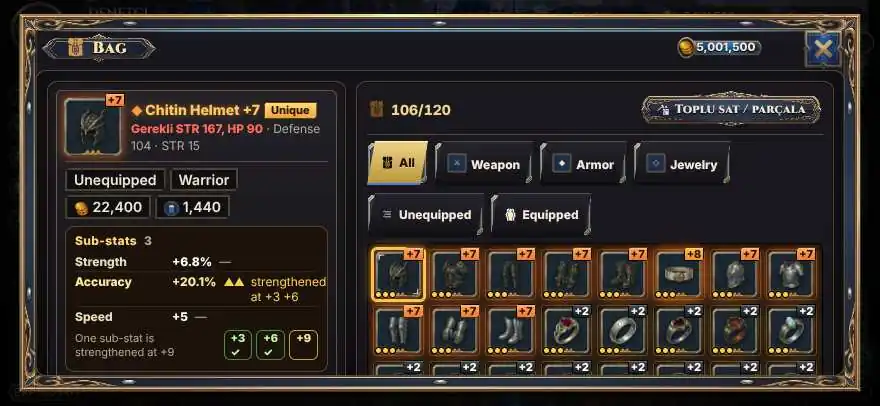 BAG
5,001,500
+7
Chitin Helmet +7 Unique
Gerekli STR 167, HP 90 · Defense
104 · STR 15
Unequipped Warrior
22,400 1,440
Sub-stats 3
Strength +6.8% —
Accuracy +20.1% ▲▲ strengthened
at +3 +6
Speed +5 —
One sub-stat is
strengthened at +9
+3 ✓ +6 ✓ +9
106/120
TOPLU SAT / PARÇALA
All Weapon Armor Jewelry
Unequipped Equipped
+7 +7 +7 +7 +7 +8 +7 +7
+7 +7 +7 +2 +2 +2 +2 +2
+2 +2 +2 +2 +2 +2 +2 +2